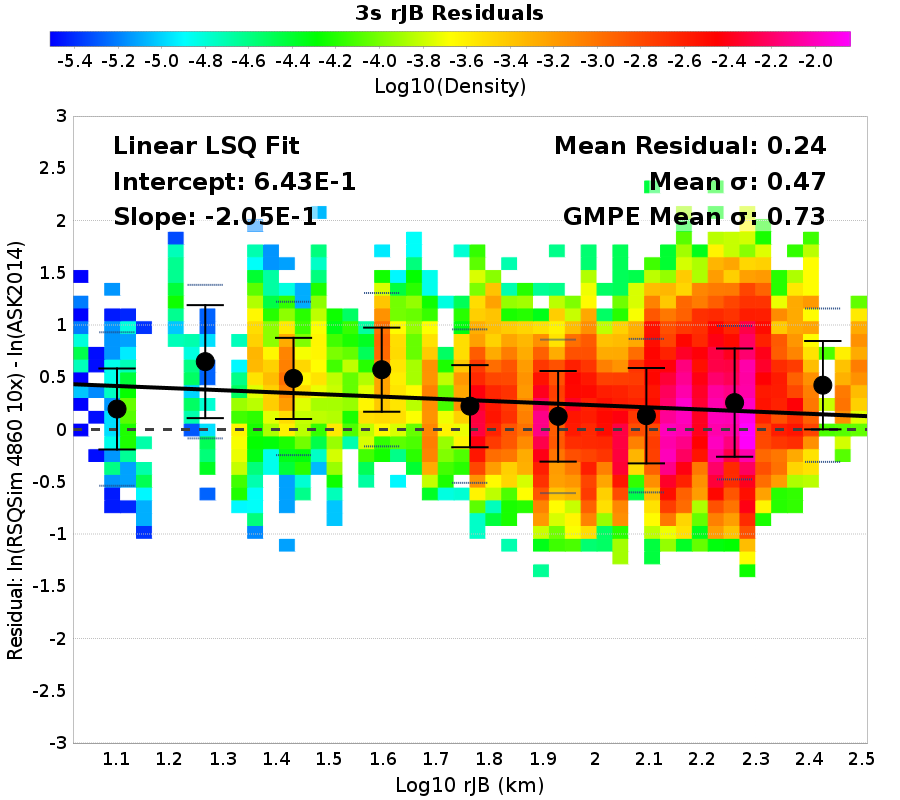 3s rJB Residuals
-5.4 -5.2 -5.0 -4.8 -4.6 -4.4 -4.2 -4.0 -3.8 -3.6 -3.4 -3.2 -3.0 -2.8 -2.6 -2.4 -2.2 -2.0
Log10(Density)
Linear LSQ Fit
Intercept: 6.43E-1
Slope: -2.05E-1
Mean Residual: 0.24
Mean σ: 0.47
GMPE Mean σ: 0.73
Residual: ln(RSQSim 4860 10x) - ln(ASK2014)
3
2.5
2
1.5
1
0.5
0
-0.5
-1
-1.5
-2
-2.5
-3
1.1 1.2 1.3 1.4 1.5 1.6 1.7 1.8 1.9 2 2.1 2.2 2.3 2.4 2.5
Log10 rJB (km)